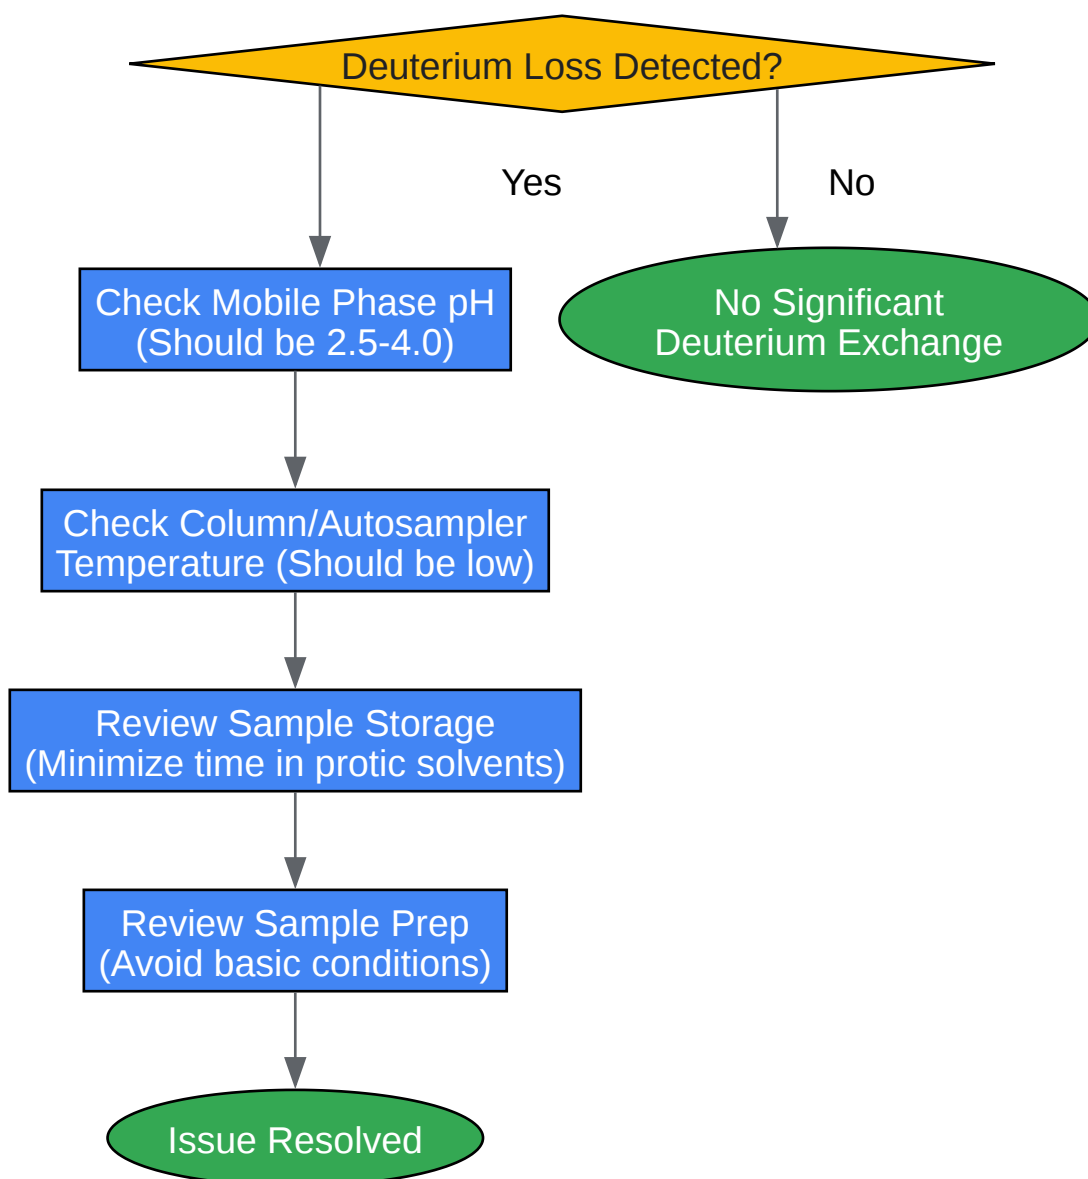 Deuterium Loss Detected?
Yes
No
Check Mobile Phase pH
(Should be 2.5-4.0)
No Significant
Deuterium Exchange
Check Column/Autosampler
Temperature (Should be low)
Review Sample Storage
(Minimize time in protic solvents)
Review Sample Prep
(Avoid basic conditions)
Issue Resolved